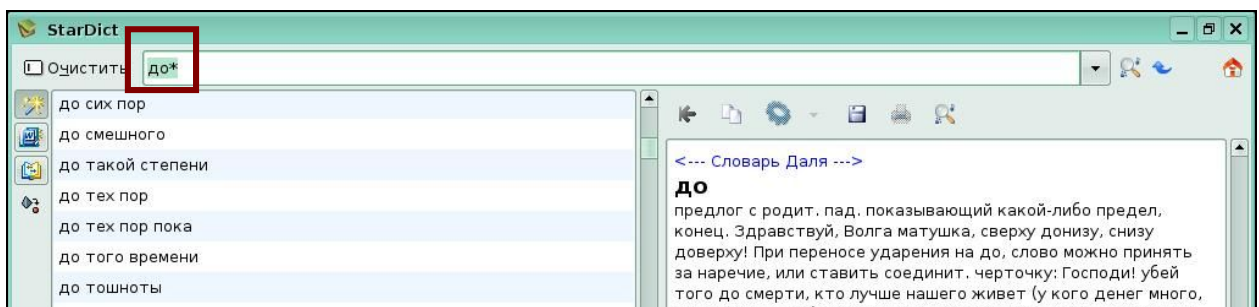 StarDict
Очистить до*
до сих пор
до смешного
до такой степени
до тех пор
до тех пор пока
до того времени
до тошноты
<--- Словарь Даля --->
до
предлог с родит. пад. показывающий какой-либо предел,
конец. Здравствуй, Волга матушка, сверху донизу, снизу
доверху! При переносе ударения на до, слово можно принять
за наречие, или ставить соединит. черточку: Господи! убей
того до смерти, кто лучше нашего живет (у кого денег много,